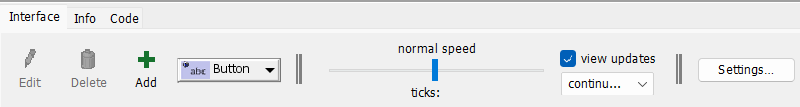 Interface Info Code
normal speed
abc Button
view updates
Edit Delete Add
continu...
Settings...
ticks: